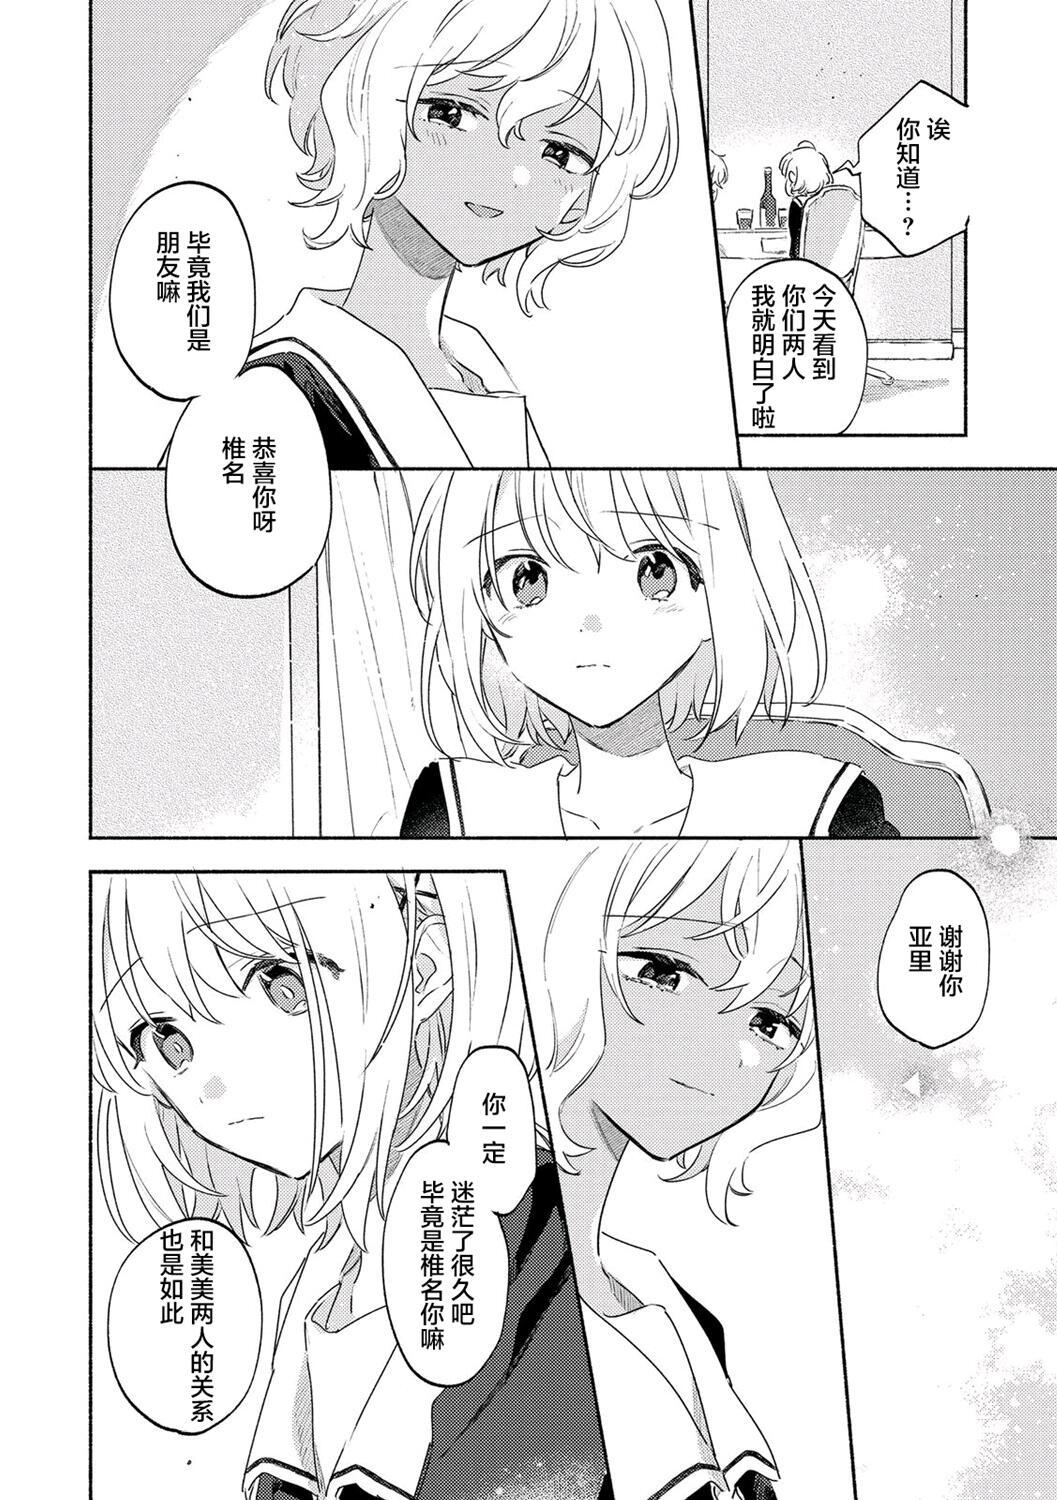 诶
你知道…?
今天看到
你们两人
我就明白了啦
毕竟我们是
朋友嘛
恭喜你呀
椎名
谢谢你
亚里
你一定
迷茫了很久吧
毕竟是椎名你嘛
和美美两人的关系
也是如此